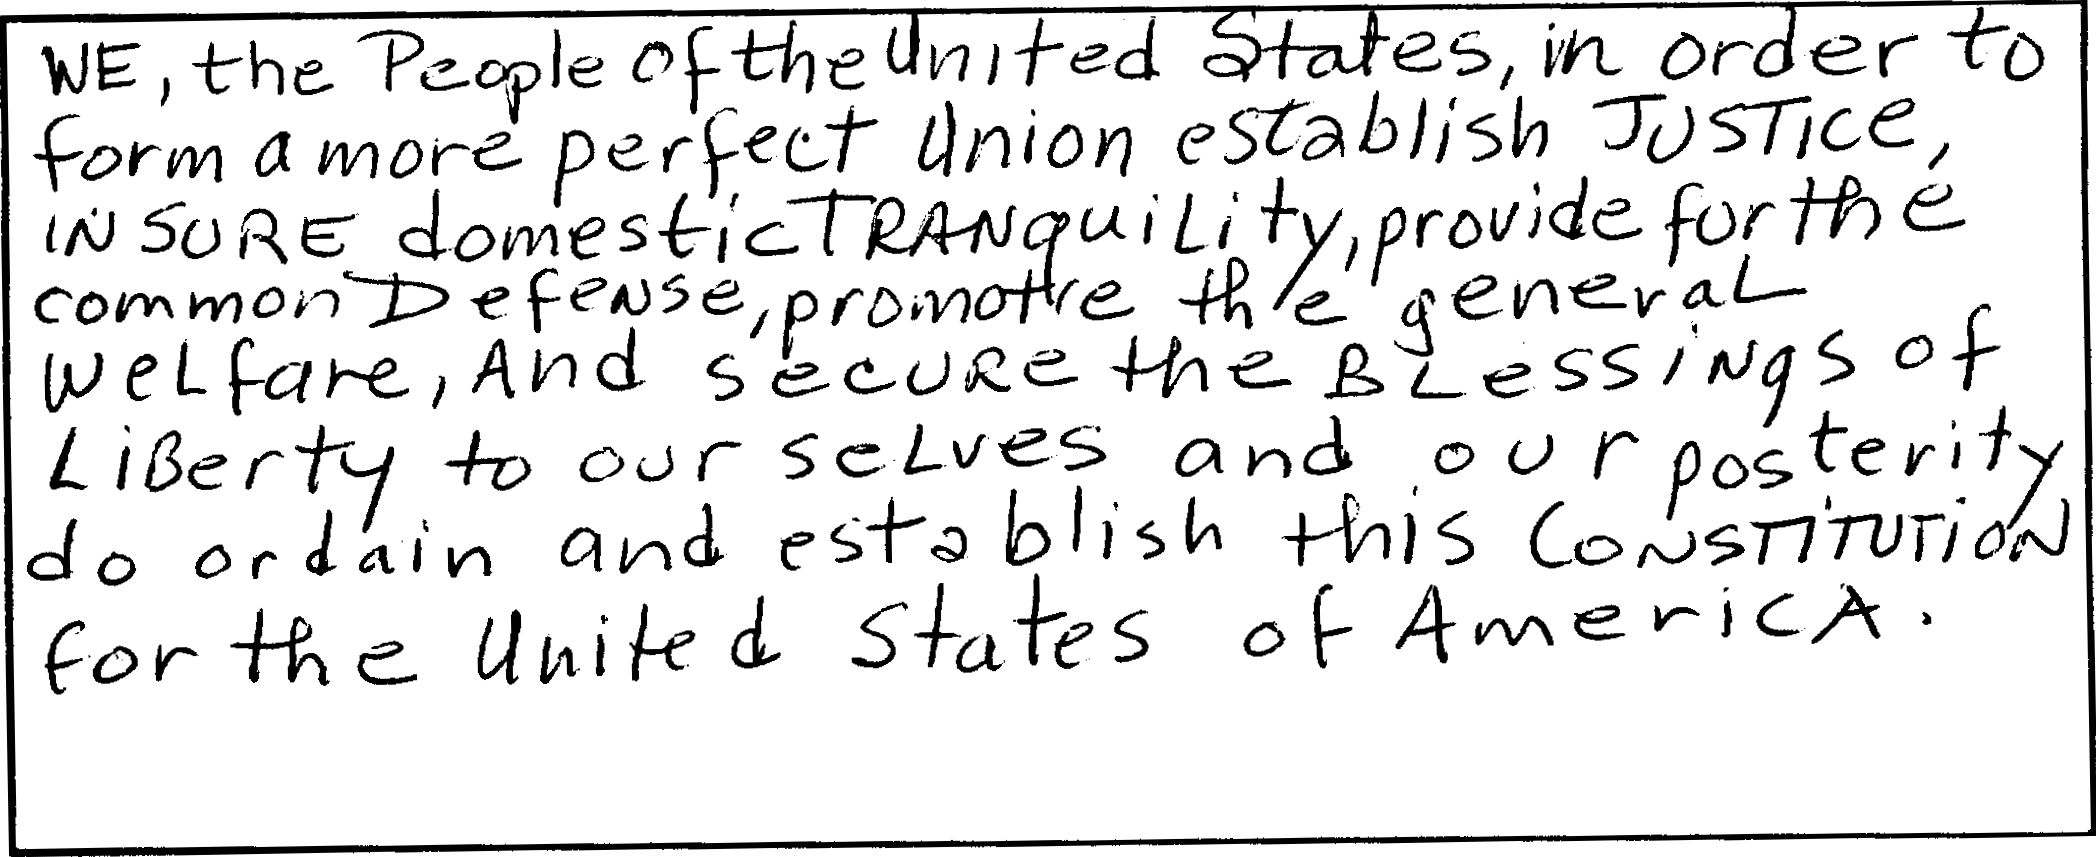 WE, the People of the United States, in order to
form a more perfect Union establish JUSTICE,
INSURE domestic TRANquiLity, provide for the
common DefeNse, promotre the generaL
weLfare, And secURe the BLessiNgs of
LiBerty to our seLves and our posterity
do ordain and establish this CoNSTITUTioN
for the United States of AmericA.